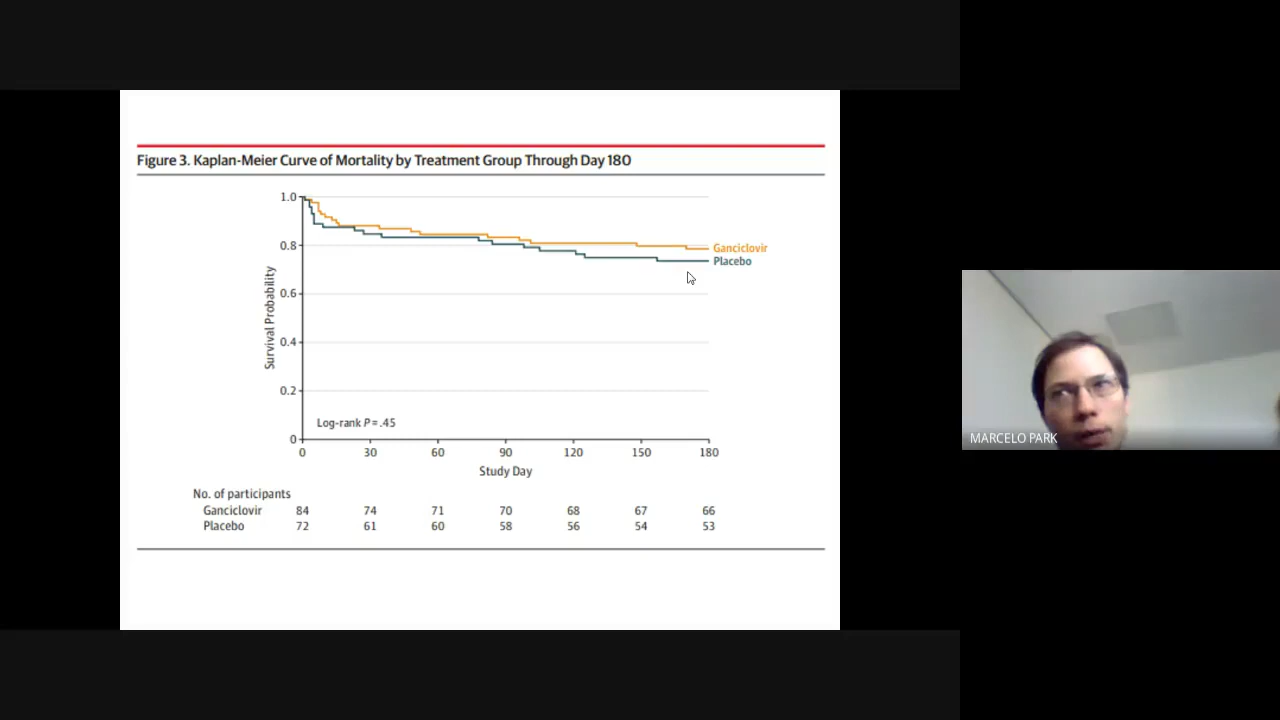 Figure 3. Kaplan-Meier Curve of Mortality by Treatment Group Through Day 180
1.0
0.8
0.6
0.4
0.2
0
Survival Probability
Ganciclovir
Placebo
Log-rank P = .45
0 30 60 90 120 150 180
Study Day
No. of participants
Ganciclovir 84 74 71 70 68 67 66
Placebo 72 61 60 58 56 54 53
MARCELO PARK